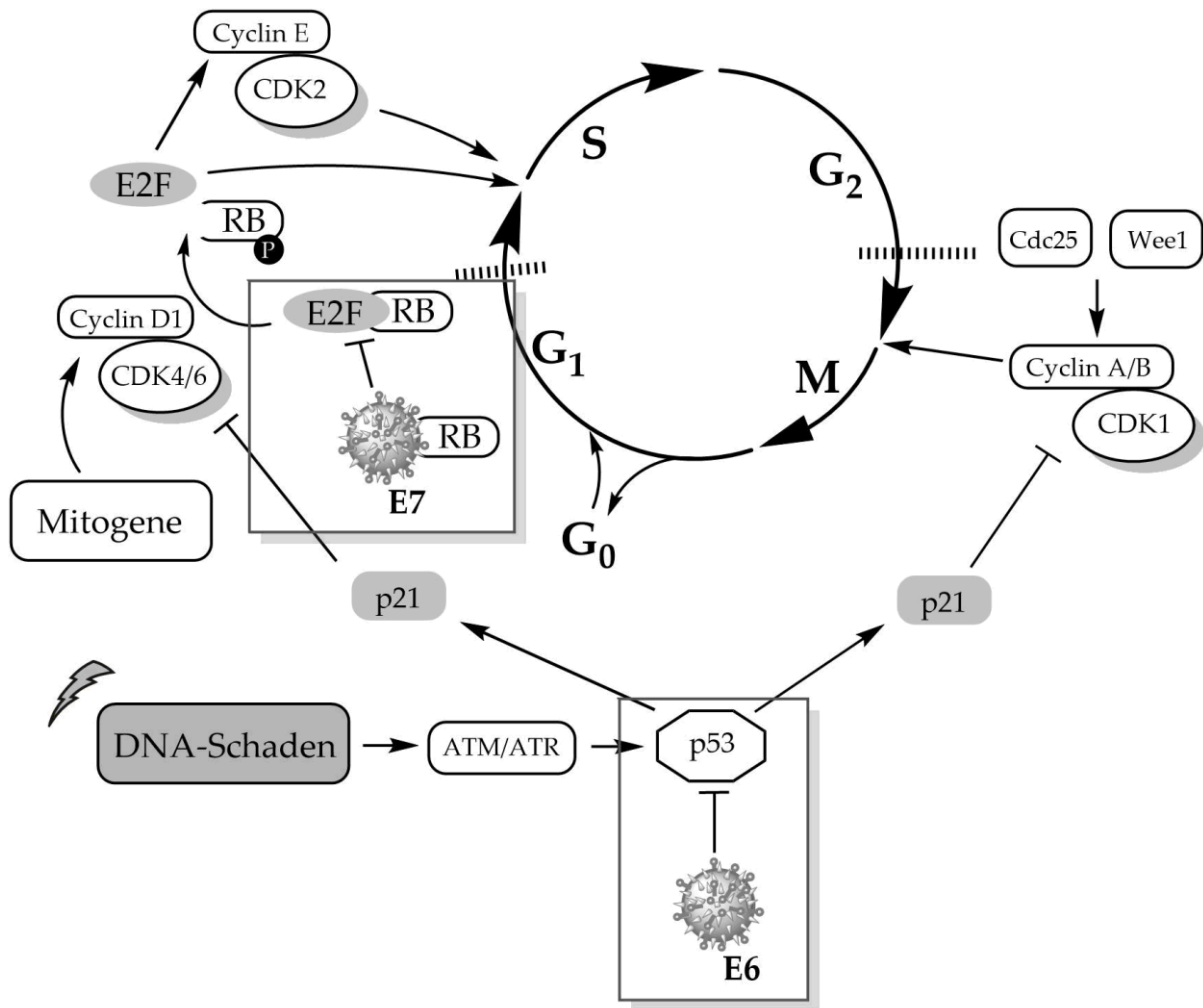 Cyclin E
CDK2
S
G2
E2F
RB
P
Cdc25
Wee1
Cyclin D1
E2F
RB
CDK4/6
G1
M
Cyclin A/B
CDK1
RB
E7
Mitogene
G0
p21
p21
DNA-Schaden
ATM/ATR
p53
E6